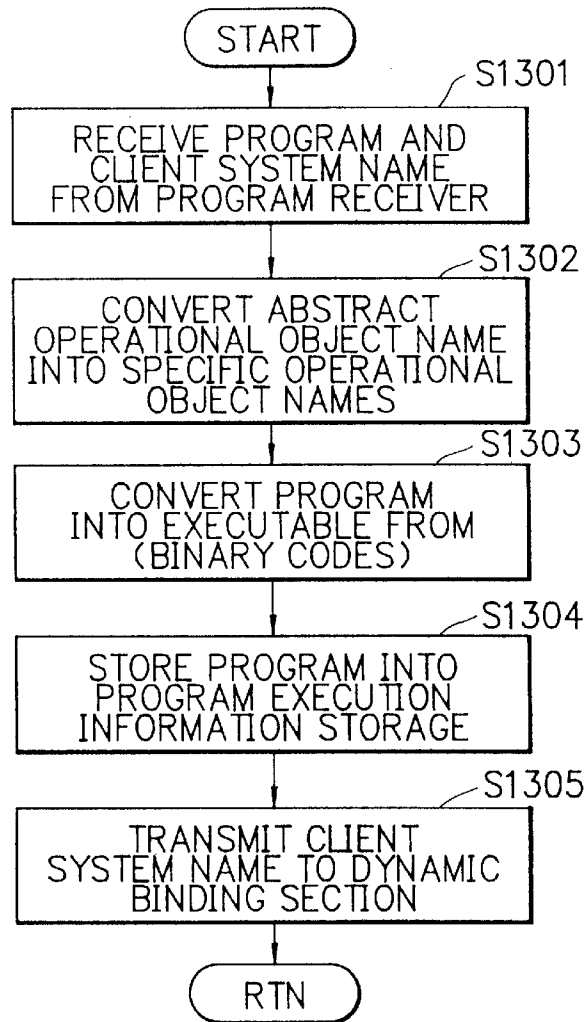 START
S1301
RECEIVE PROGRAM AND
CLIENT SYSTEM NAME
FROM PROGRAM RECEIVER
S1302
CONVERT ABSTRACT
OPERATIONAL OBJECT NAME
INTO SPECIFIC OPERATIONAL
OBJECT NAMES
S1303
CONVERT PROGRAM
INTO EXECUTABLE FROM
(BINARY CODES)
S1304
STORE PROGRAM INTO
PROGRAM EXECUTION
INFORMATION STORAGE
S1305
TRANSMIT CLIENT
SYSTEM NAME TO DYNAMIC
BINDING SECTION
RTN